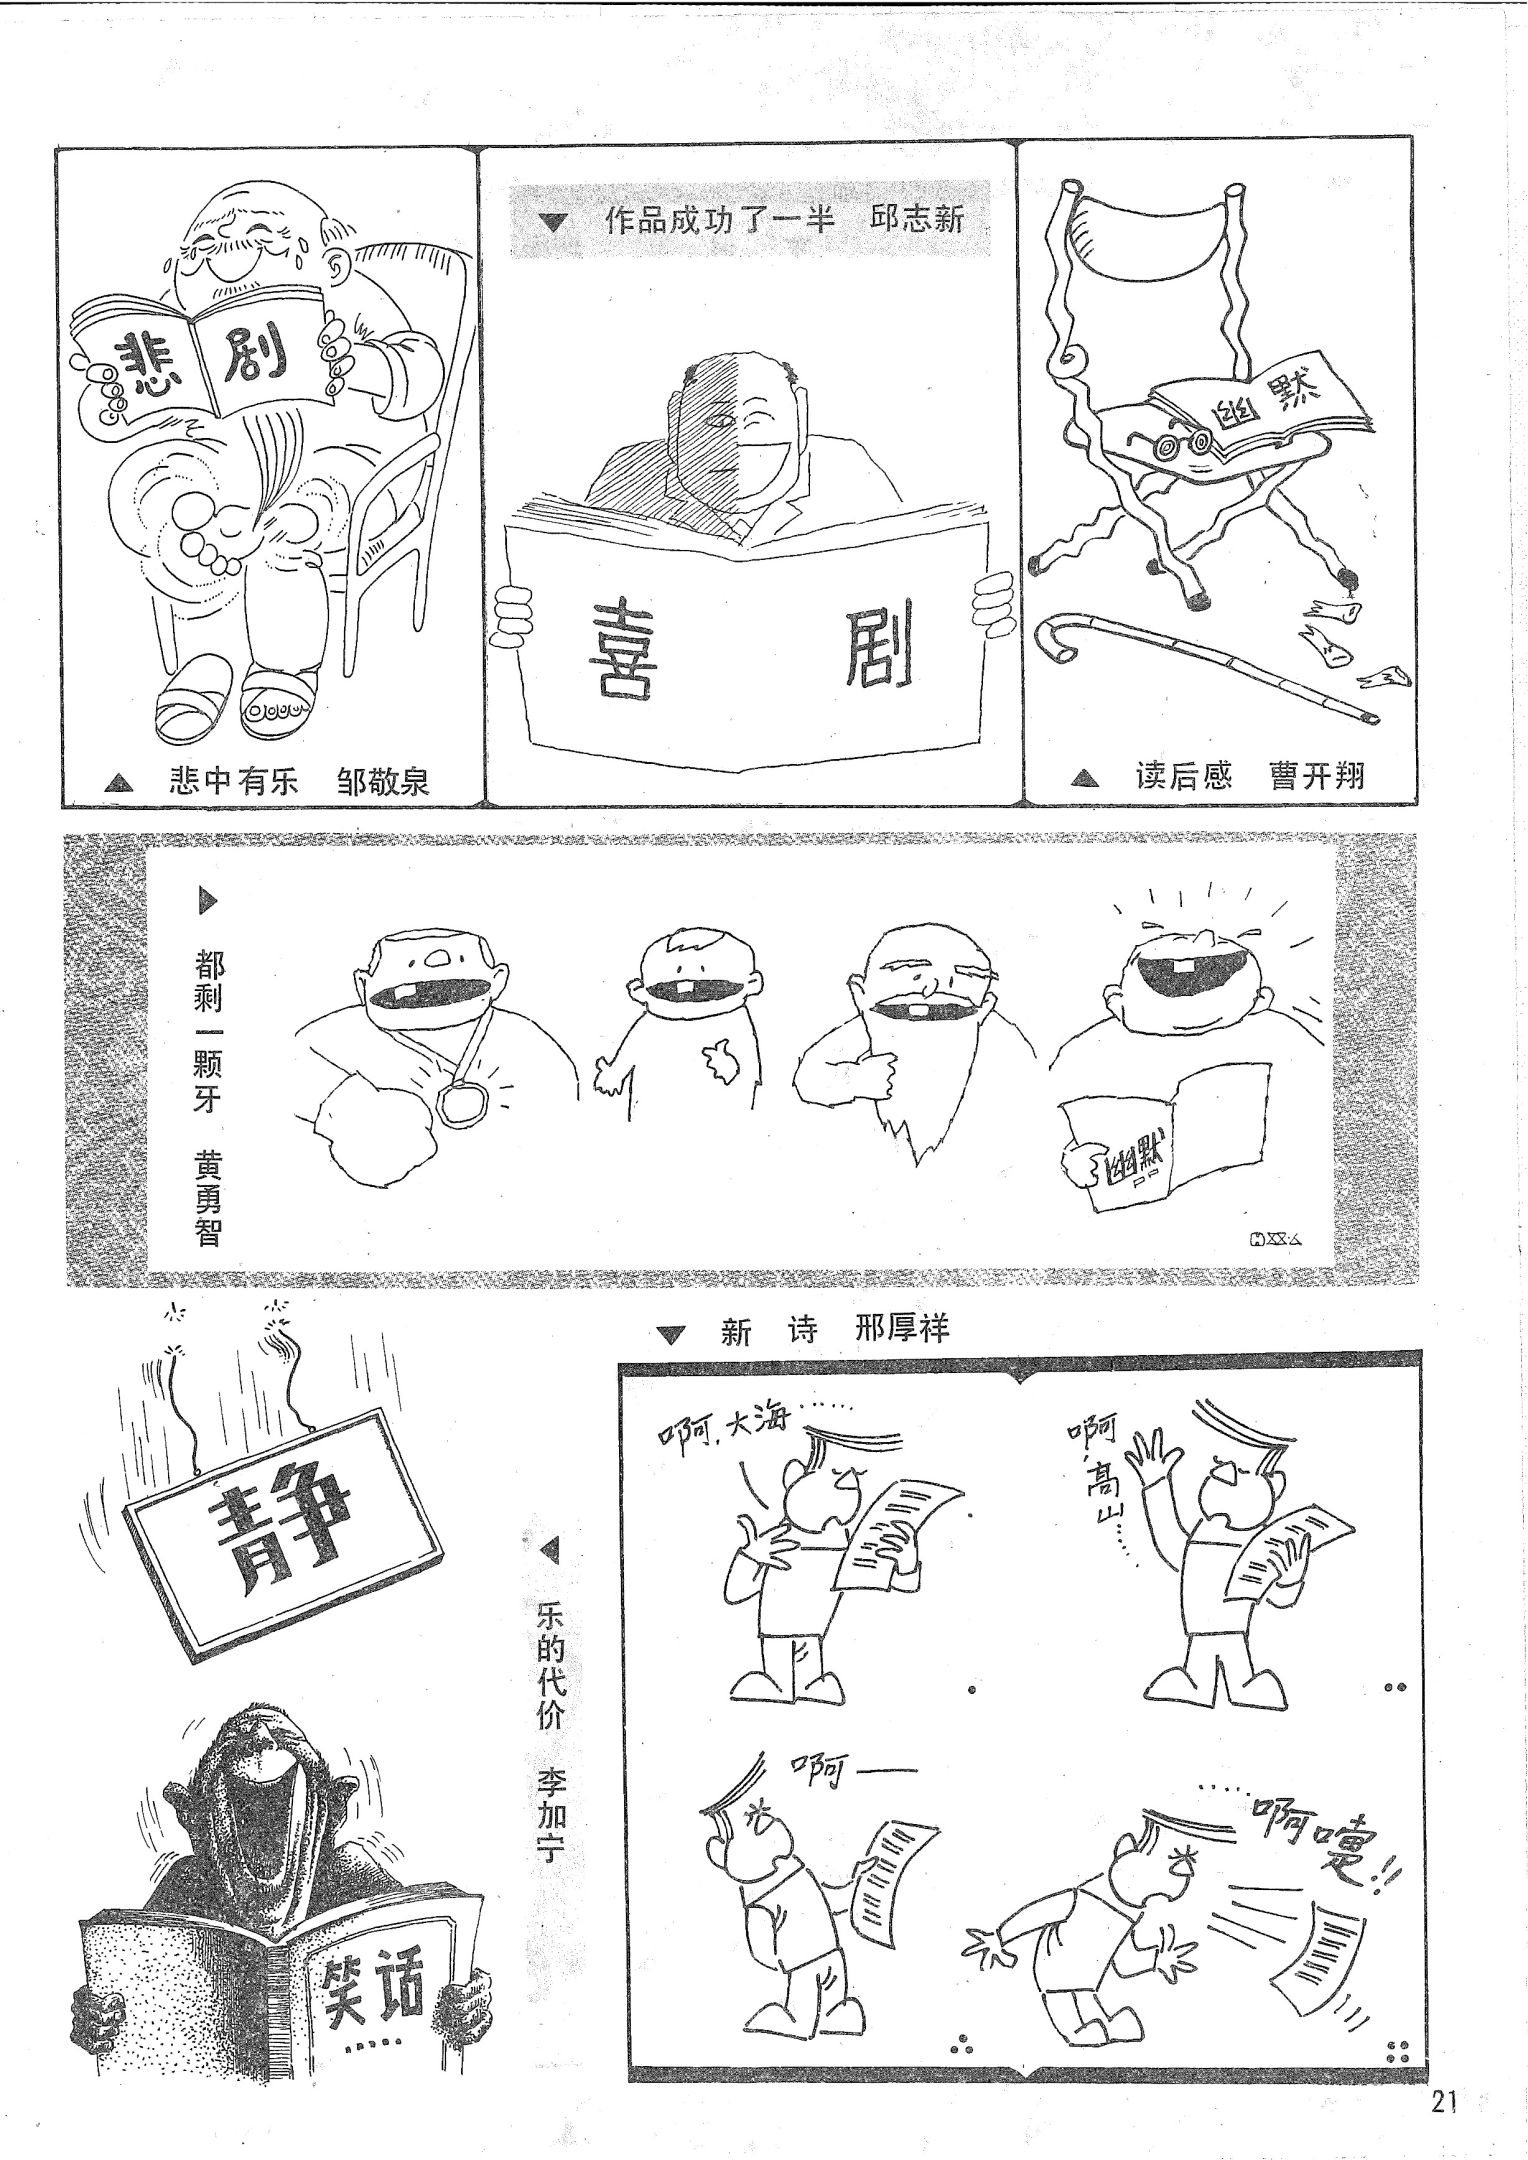 悲剧
▲ 悲中有乐 邹敬泉
▼ 作品成功了一半 邱志新
喜剧
幽默
▲ 读后感 曹开翔
▶ 都剩一颗牙 黄勇智
幽默
静
笑话
……
◀ 乐的代价 李加宁
▼ 新 诗 邢厚祥
啊,大海……
啊,高山……
啊——
……啊嚏!!
21